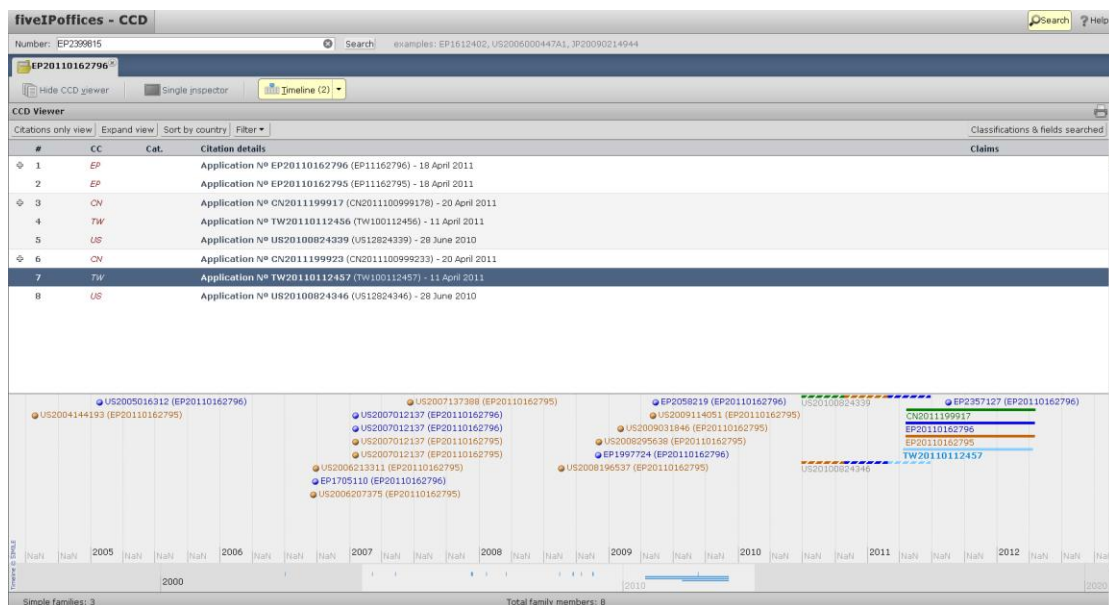 fiveIPoffices - CCD Search Help
Number: EP2399815 Search examples: EP1612402, US2006000447A1, JP20090214944
EP20110162796
Hide CCD viewer Single inspector Timeline (2)
CCD Viewer
Citations only view Expand view Sort by country Filter Classifications & fields searched
# CC Cat. Citation details Claims
1 EP Application Nº EP20110162796 (EP11162796) - 18 April 2011
2 EP Application Nº EP20110162795 (EP11162795) - 18 April 2011
3 CN Application Nº CN2011199917 (CN2011100999178) - 20 April 2011
4 TW Application Nº TW20110112456 (TW100112456) - 11 April 2011
5 US Application Nº US20100824339 (US12824339) - 28 June 2010
6 CN Application Nº CN2011199923 (CN2011100999233) - 20 April 2011
7 TW Application Nº TW20110112457 (TW100112457) - 11 April 2011
8 US Application Nº US20100824346 (US12824346) - 28 June 2010
US2005016312 (EP20110162796) US2007137388 (EP20110162795) EP2058219 (EP20110162796) US20100824339 EP2357127 (EP20110162796)
US2004144193 (EP20110162795) US2007012137 (EP20110162796) US2009114051 (EP20110162795) CN2011199917
US2007012137 (EP20110162796) US2009031846 (EP20110162795) EP20110162796
US2007012137 (EP20110162795) US2008295638 (EP20110162795) EP20110162795
US2007012137 (EP20110162795) EP1997724 (EP20110162796) TW20110112457
US2006213311 (EP20110162795) US2008196537 (EP20110162795) US20100824346
EP1705110 (EP20110162796)
US2006207375 (EP20110162795)
NaN NaN 2005 NaN NaN NaN 2006 NaN NaN NaN 2007 NaN NaN NaN 2008 NaN NaN NaN 2009 NaN NaN NaN 2010 NaN NaN NaN 2011 NaN NaN NaN 2012 NaN NaN
Timeline © SIMILE
2000 2010 2020
Simple families: 3 Total family members: 8